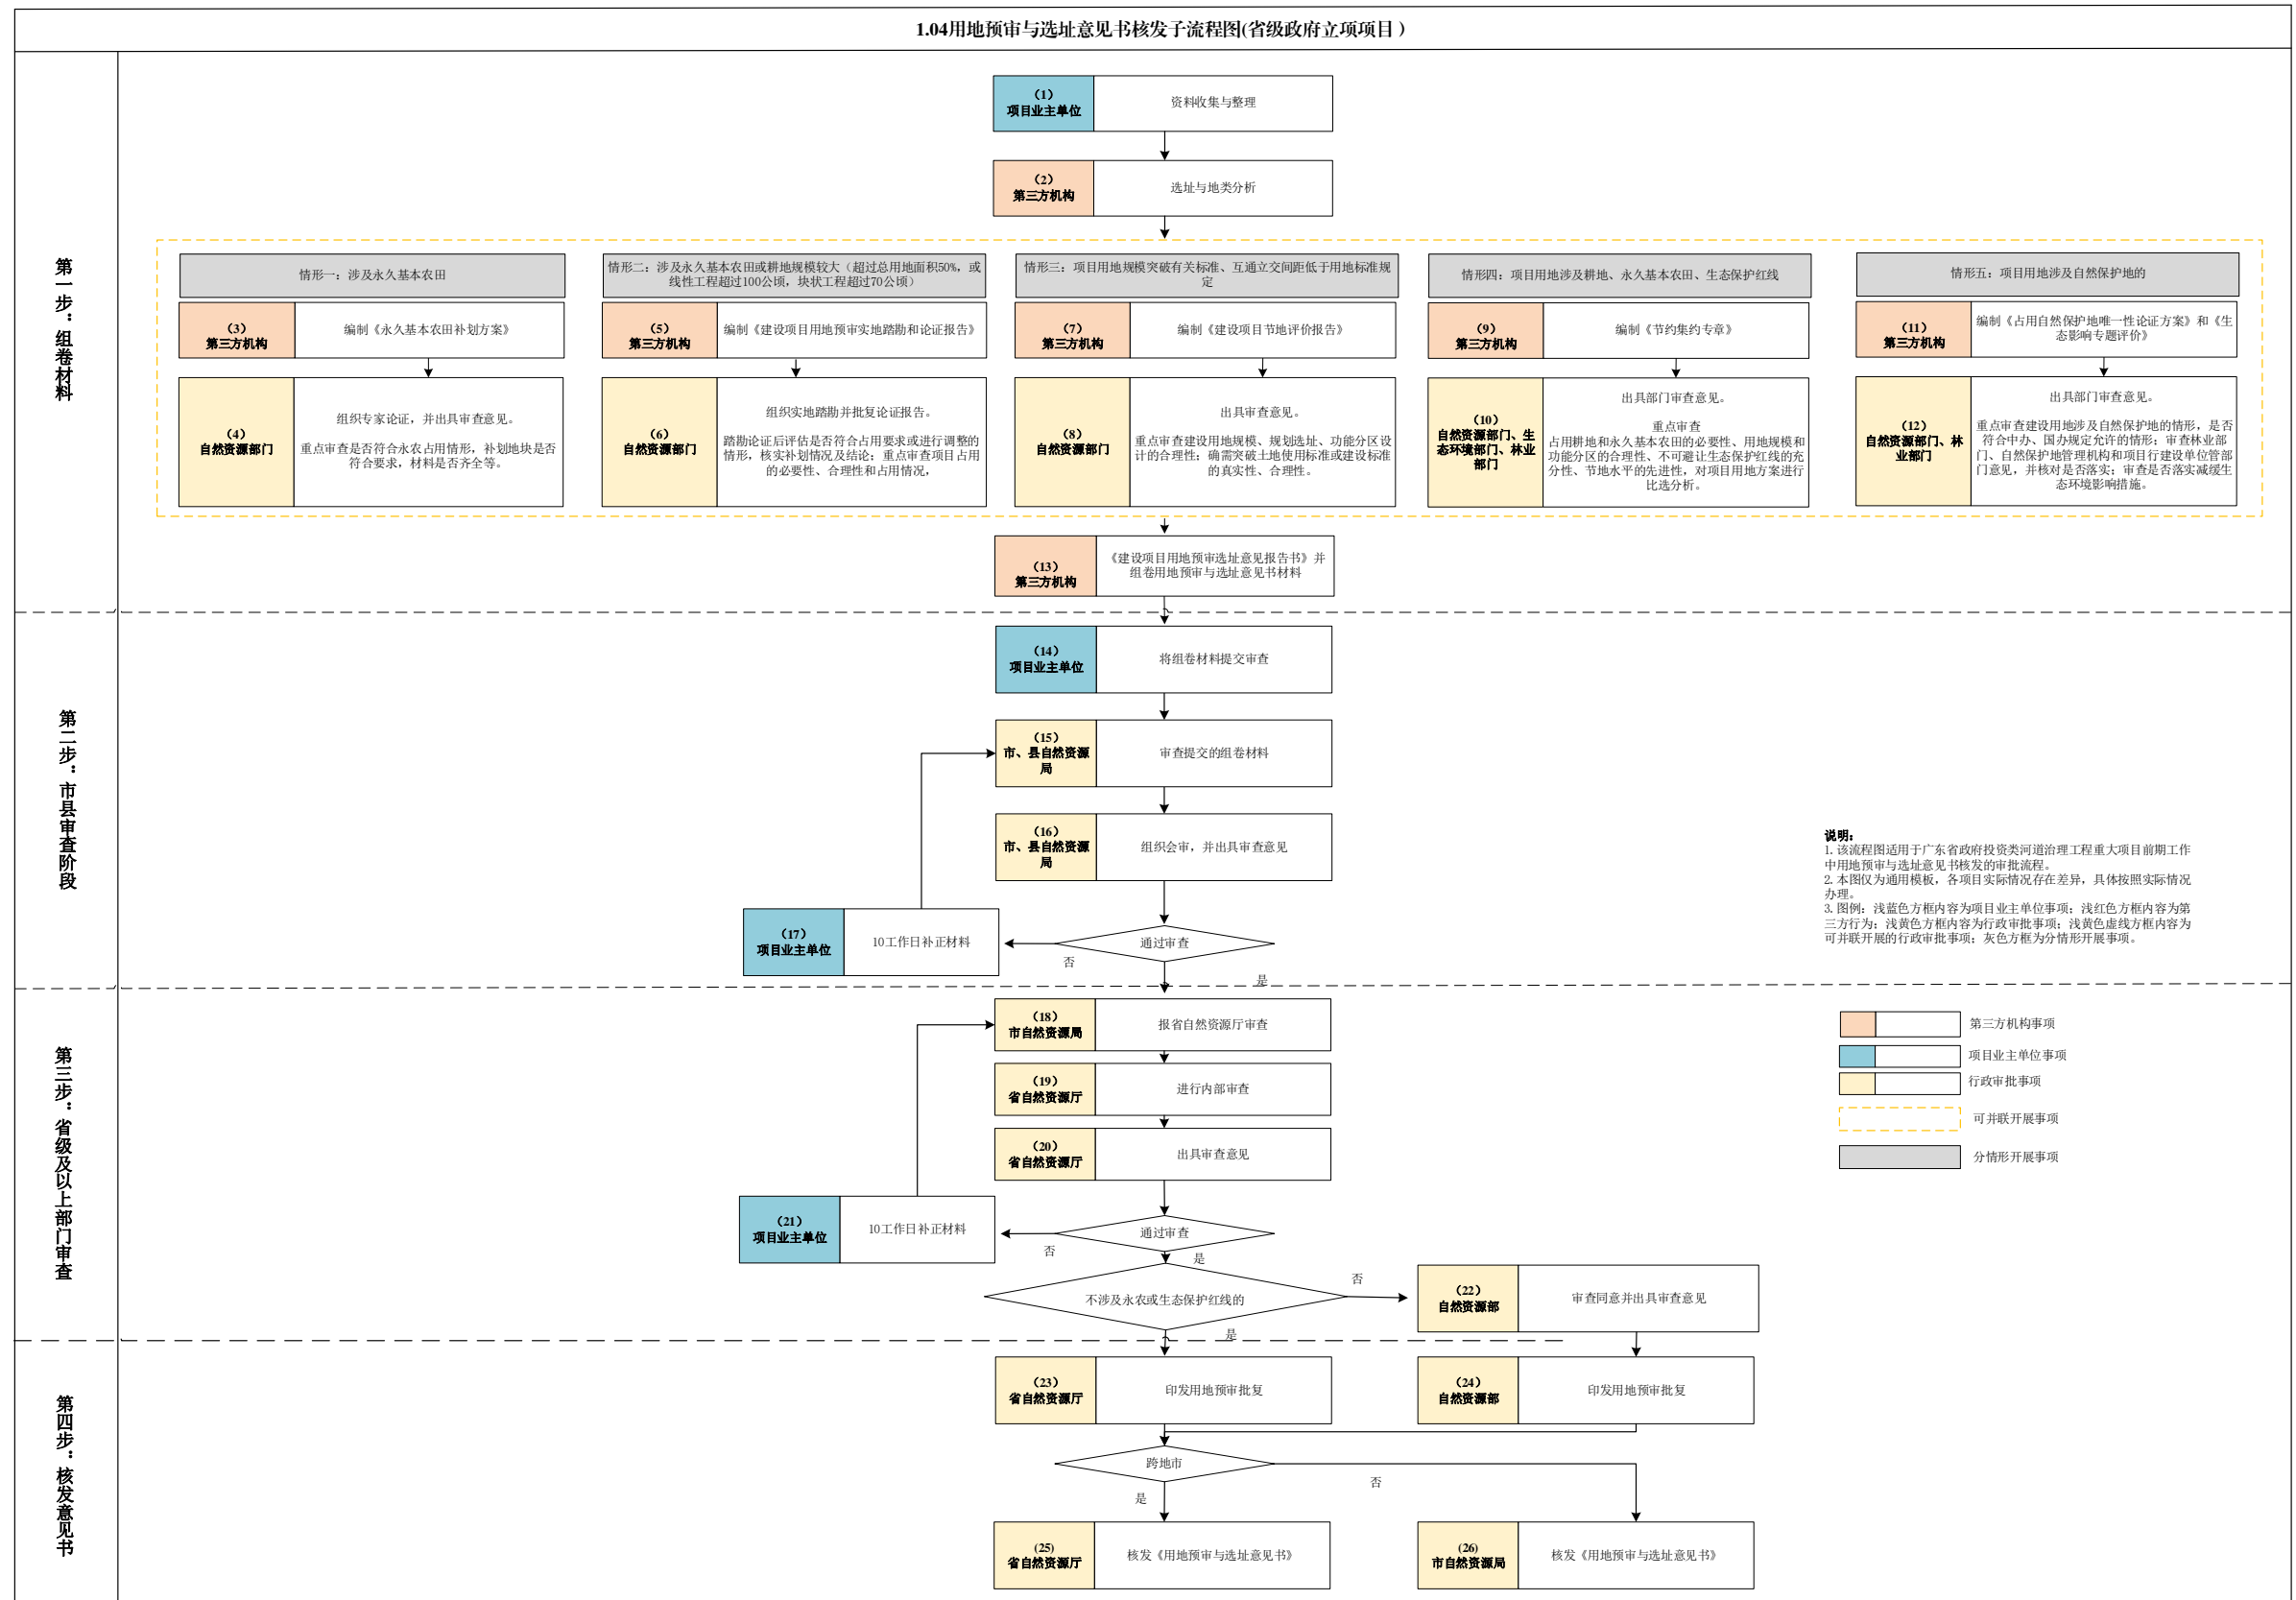 1.04用地预审与选址意见书核发子流程图(省级政府立项项目）
第一步：组卷材料
（1）
项目业主单位
资料收集与整理
（2）
第三方机构
选址与地类分析
情形一：涉及永久基本农田
（3）
第三方机构
编制《永久基本农田补划方案》
（4）
自然资源部门
组织专家论证，并出具审查意见。
重点审查是否符合永农占用情形，补划地块是否
符合要求，材料是否齐全等。
情形二：涉及永久基本农田或耕地规模较大（超过总用地面积50%，或
线性工程超过100公顷，块状工程超过70公顷）
（5）
第三方机构
编制《建设项目用地预审实地踏勘和论证报告》
（6）
自然资源部门
组织实地踏勘并批复论证报告。
踏勘论证后评估是否符合占用要求或进行调整的
情形，核实补划情况及结论；重点审查项目占用
的必要性、合理性和占用情况，
情形三：项目用地规模突破有关标准、互通立交间距低于用地标准规
定
（7）
第三方机构
编制《建设项目节地评价报告》
（8）
自然资源部门
出具审查意见。
重点审查建设用地规模、规划选址、功能分区设
计的合理性；确需突破土地使用标准或建设标准
的真实性、合理性。
情形四：项目用地涉及耕地、永久基本农田、生态保护红线
（9）
第三方机构
编制《节约集约专章》
（10）
自然资源部门、生
态环境部门、林业
部门
出具部门审查意见。
重点审查
占用耕地和永久基本农田的必要性、用地规模和
功能分区的合理性、不可避让生态保护红线的充
分性、节地水平的先进性，对项目用地方案进行
比选分析。
情形五：项目用地涉及自然保护地的
（11）
第三方机构
编制《占用自然保护地唯一性论证方案》和《生
态影响专题评价》
（12）
自然资源部门、林
业部门
出具部门审查意见。
重点审查建设用地涉及自然保护地的情形，是否
符合中办、国办规定允许的情形；审查林业部
门、自然保护地管理机构和项目行建设单位管部
门意见，并核对是否落实；审查是否落实减缓生
态环境影响措施。
（13）
第三方机构
《建设项目用地预审选址意见报告书》并
组卷用地预审与选址意见书材料
第二步：市县审查阶段
（14）
项目业主单位
将组卷材料提交审查
（15）
市、县自然资源
局
审查提交的组卷材料
（16）
市、县自然资源
局
组织会审，并出具审查意见
（17）
项目业主单位
10工作日补正材料
通过审查
否
是
说明：
1.该流程图适用于广东省政府投资类河道治理工程重大项目前期工作
中用地预审与选址意见书核发的审批流程。
2.本图仅为通用模板，各项目实际情况存在差异，具体按照实际情况
办理。
3.图例：浅蓝色方框内容为项目业主单位事项；浅红色方框内容为第
三方行为；浅黄色方框内容为行政审批事项；浅黄色虚线方框内容为
可并联开展的行政审批事项；灰色方框为分情形开展事项。
第三方机构事项
项目业主单位事项
行政审批事项
可并联开展事项
分情形开展事项
第三步：省级及以上部门审查
（18）
市自然资源局
报省自然资源厅审查
（19）
省自然资源厅
进行内部审查
（20）
省自然资源厅
出具审查意见
（21）
项目业主单位
10工作日补正材料
通过审查
否
是
不涉及永农或生态保护红线的
否
是
（22）
自然资源部
审查同意并出具审查意见
第四步：核发意见书
（23）
省自然资源厅
印发用地预审批复
（24）
自然资源部
印发用地预审批复
跨地市
是
否
(25)
省自然资源厅
核发《用地预审与选址意见书》
(26)
市自然资源局
核发《用地预审与选址意见书》